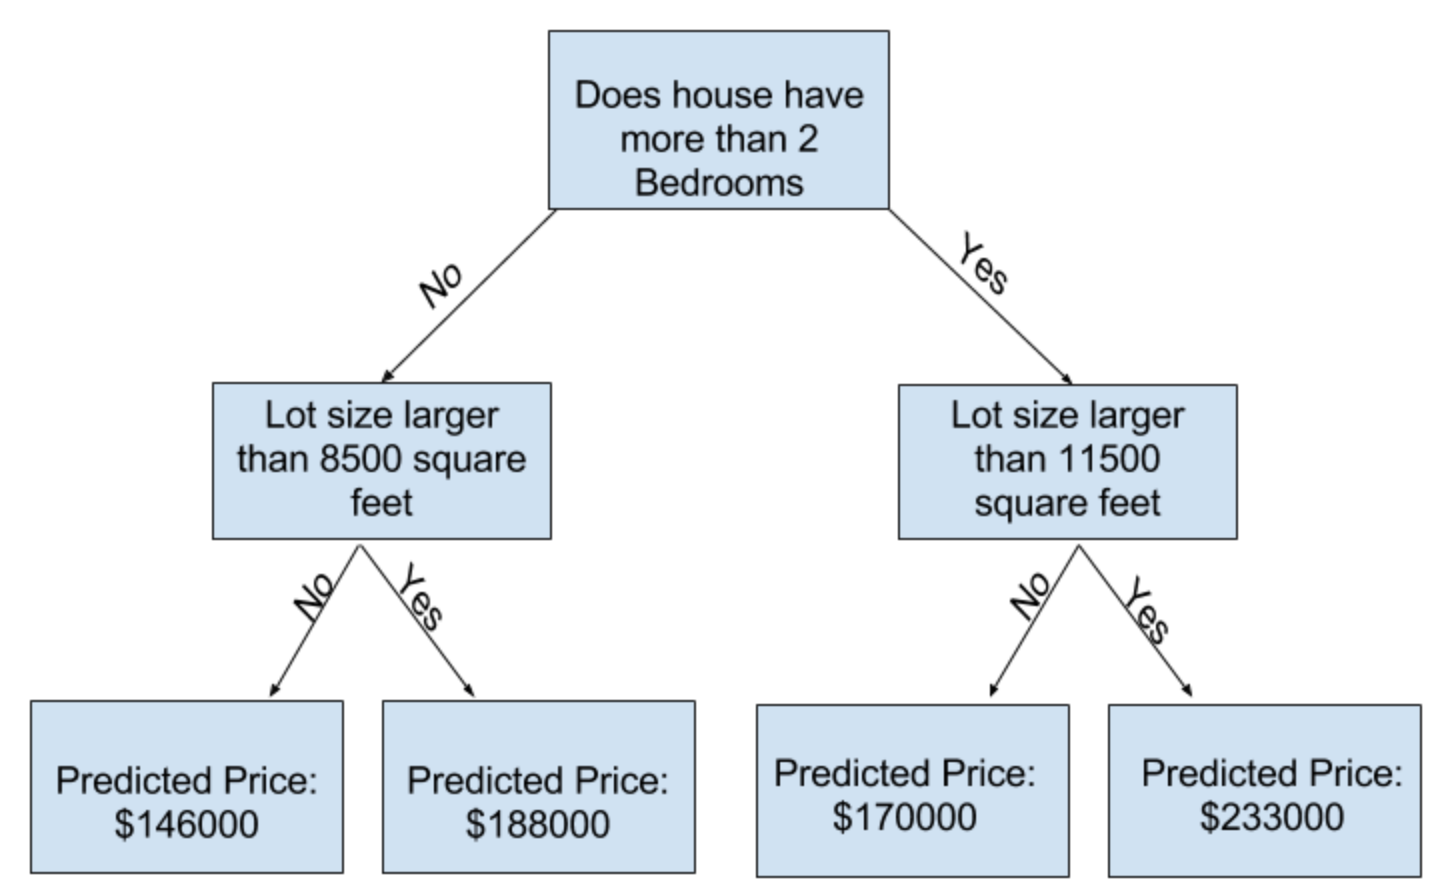 Does house have
more than 2
Bedrooms
No
Yes
Lot size larger
than 8500 square
feet
Lot size larger
than 11500
square feet
No
Yes
No
Yes
Predicted Price:
$146000
Predicted Price:
$188000
Predicted Price:
$170000
Predicted Price:
$233000